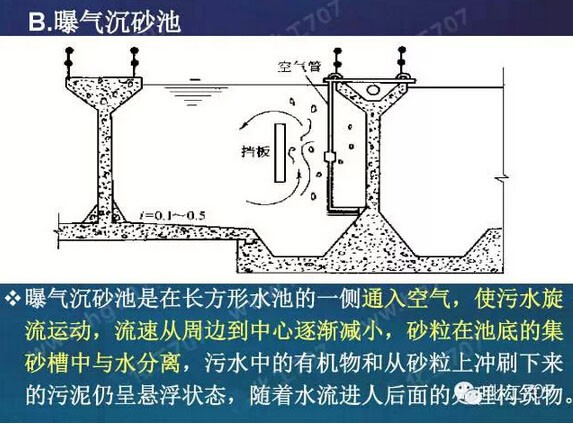 B.曝气沉砂池
空气管
挡板
i=0.1～0.5
❖曝气沉砂池是在长方形水池的一侧通入空气，使污水旋
流运动，流速从周边到中心逐渐减小，砂粒在池底的集
砂槽中与水分离，污水中的有机物和从砂粒上冲刷下来
的污泥仍呈悬浮状态，随着水流进人后面的处理构筑物。